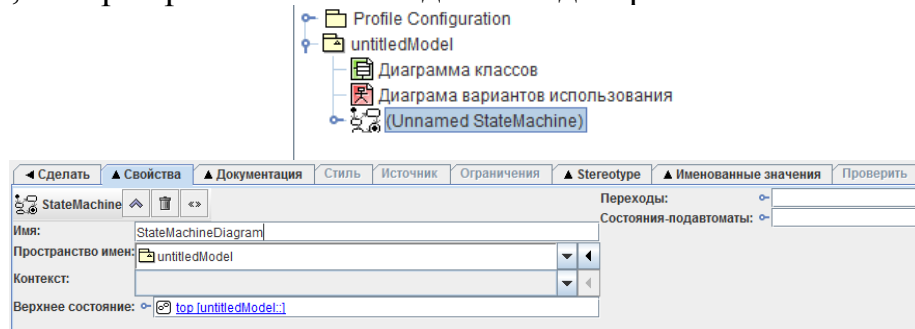 Profile Configuration
untitledModel
Диаграмма классов
Диаграма вариантов использования
(Unnamed StateMachine)
◄ Сделать ▲ Свойства ▲ Документация Стиль Источник Ограничения ▲ Stereotype ▲ Именованные значения Проверить
StateMachine Переходы:
Состояния-подавтоматы:
Имя: StateMachineDiagram
Пространство имен: untitledModel
Контекст:
Верхнее состояние: top [untitledModel::]